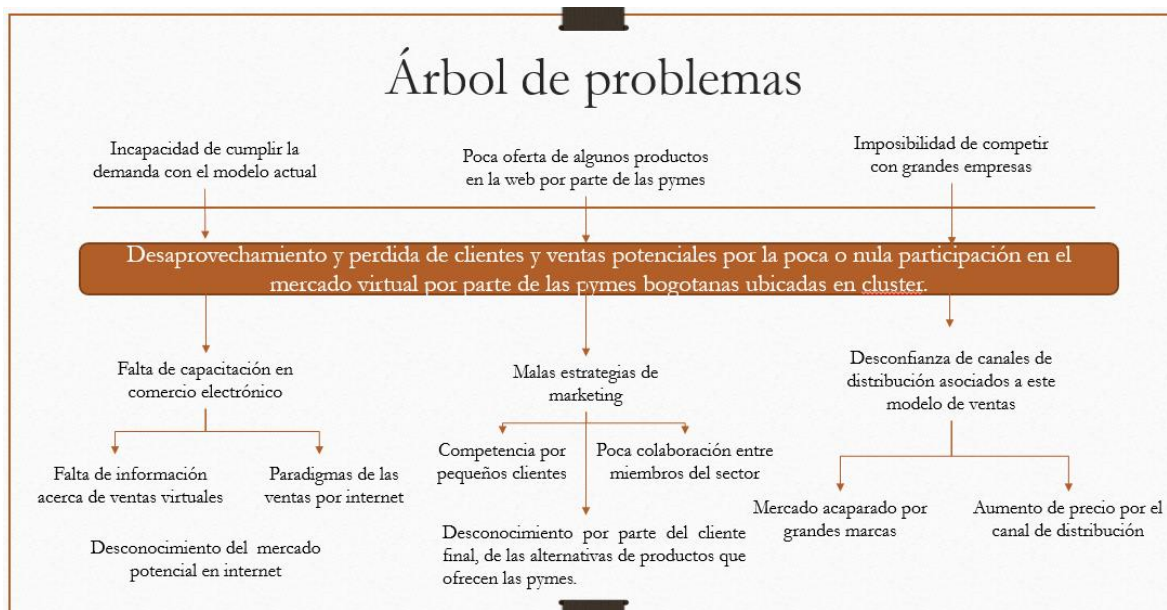 Árbol de problemas
Incapacidad de cumplir la
demanda con el modelo actual
Poca oferta de algunos productos
en la web por parte de las pymes
Imposibilidad de competir
con grandes empresas
Desaprovechamiento y perdida de clientes y ventas potenciales por la poca o nula participación en el
mercado virtual por parte de las pymes bogotanas ubicadas en cluster.
Falta de capacitación en
comercio electrónico
Malas estrategias de
marketing
Desconfianza de canales de
distribución asociados a este
modelo de ventas
Falta de información
acerca de ventas virtuales
Paradigmas de las
ventas por internet
Competencia por
pequeños clientes
Poca colaboración entre
miembros del sector
Mercado acaparado por
grandes marcas
Aumento de precio por el
canal de distribución
Desconocimiento del mercado
potencial en internet
Desconocimiento por parte del cliente
final, de las alternativas de productos que
ofrecen las pymes.